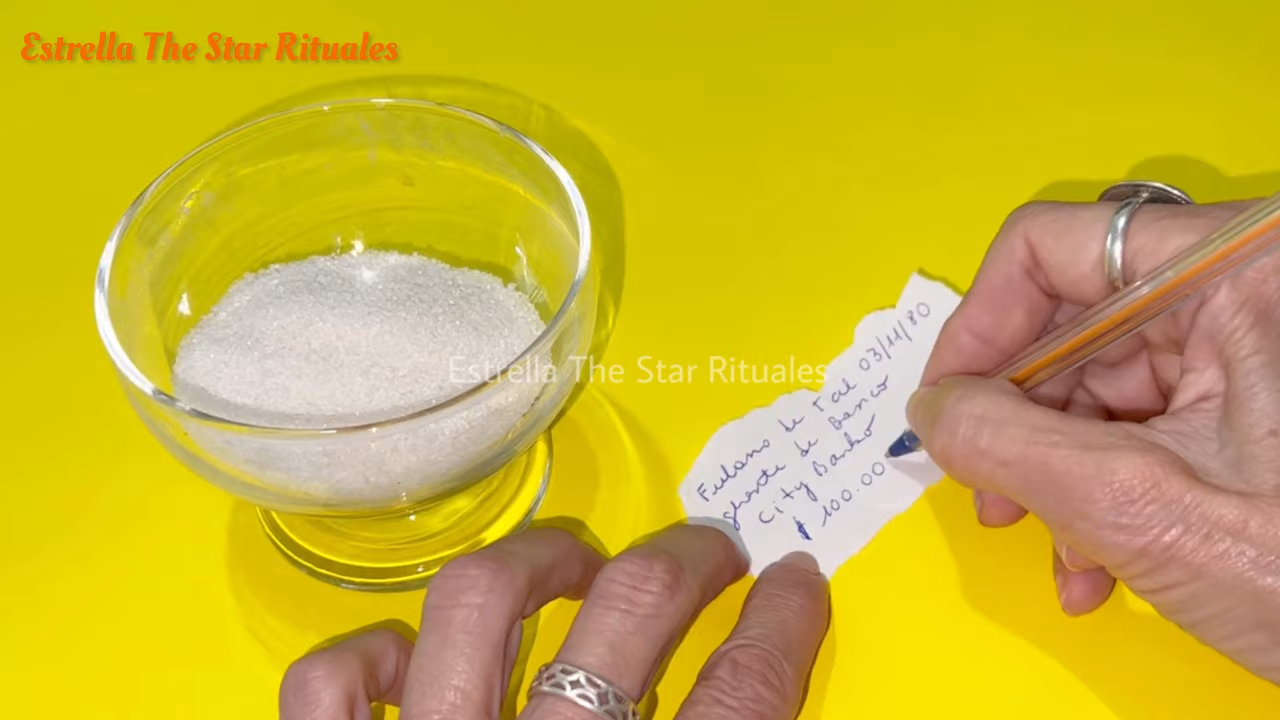 Estrella The Star Rituales
Estrella The Star Rituales
Fulano de Tal 03/11/80
gerente de Banco
City Banko
$ 100.00